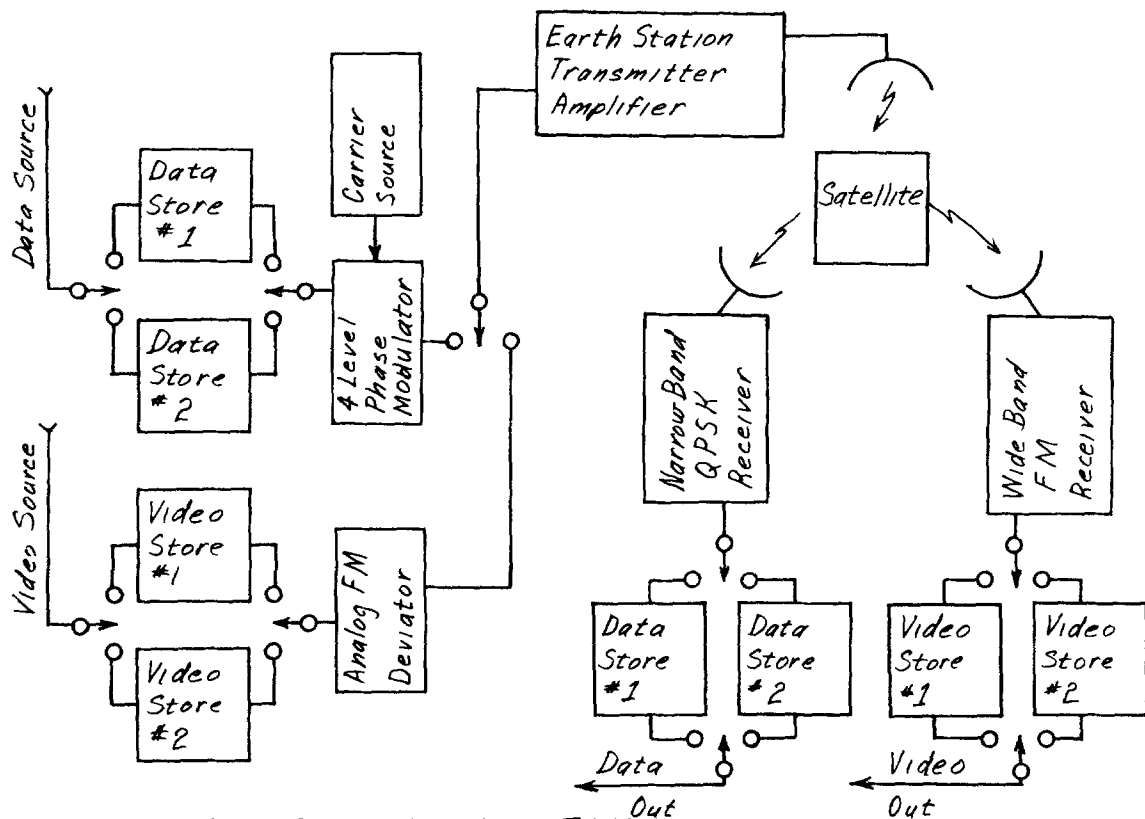 Earth Station
Transmitter
Amplifier
Data Source
Data
Store
#1
Carrier
Source
Satellite
Data
Store
#2
4 Level
Phase
Modulator
Narrow-Band
QPSK
Receiver
Wide Band
FM
Receiver
Video Source
Video
Store
#1
Video
Store
#2
Analog FM
Deviator
Data
Store
#1
Data
Store
#2
Video
Store
#1
Video
Store
#2
Data
Out
Video
Out